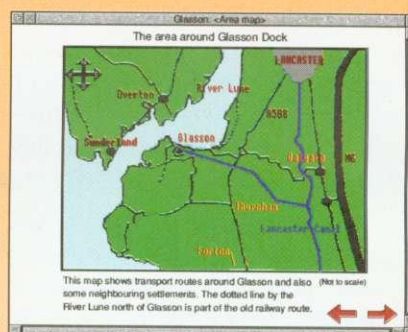 Glasson: <Area map>
The area around Glasson Dock
LANCASTER
River Lune
Overton
A588
Glasson
Sunderland
Galgate
M6
Thurnham
Lancaster Canal
Forton
This map shows transport routes around Glasson and also
(Not to scale)
some neighbouring settlements. The dotted line by the
River Lune north of Glasson is part of the old railway route.